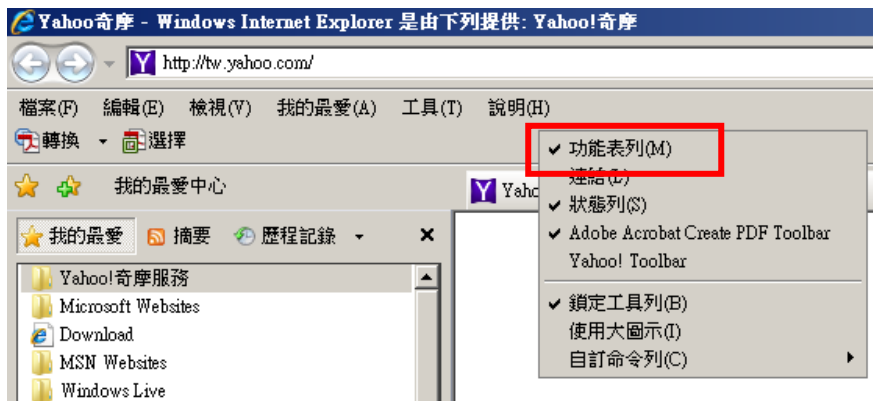 Yahoo奇摩 - Windows Internet Explorer 是由下列提供: Yahoo!奇摩
http://tw.yahoo.com/
檔案(F) 編輯(E) 檢視(V) 我的最愛(A) 工具(T) 說明(H)
轉換 選擇
功能表列(M)
連結(L)
我的最愛中心
Y Yaho
狀態列(S)
我的最愛 摘要 歷程記錄
Adobe Acrobat Create PDF Toolbar
Yahoo! Toolbar
Yahoo!奇摩服務
Microsoft Websites
鎖定工具列(B)
Download
使用大圖示(I)
MSN Websites
自訂命令列(C)
Windows Live